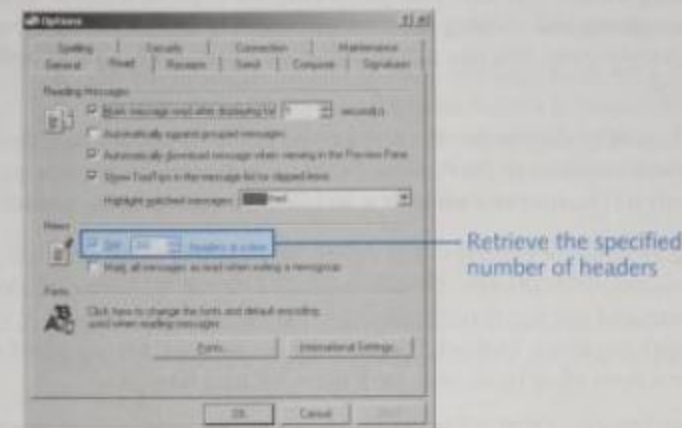 Options
Spelling Security Connection Maintenance
General Read Receipts Send Compose Signatures
Reading Messages
Mark message read after displaying for 5 second(s)
Automatically expand grouped messages
Automatically download message when viewing in the Preview Pane
Show ToolTips in the message list for clipped items
Highlight watched messages: Red
News
Get 300 headers at a time
Retrieve the specified
number of headers
Mark all messages as read when exiting a newsgroup
Fonts
Click here to change the fonts and default encoding
used when reading messages
Fonts... International Settings...
OK Cancel